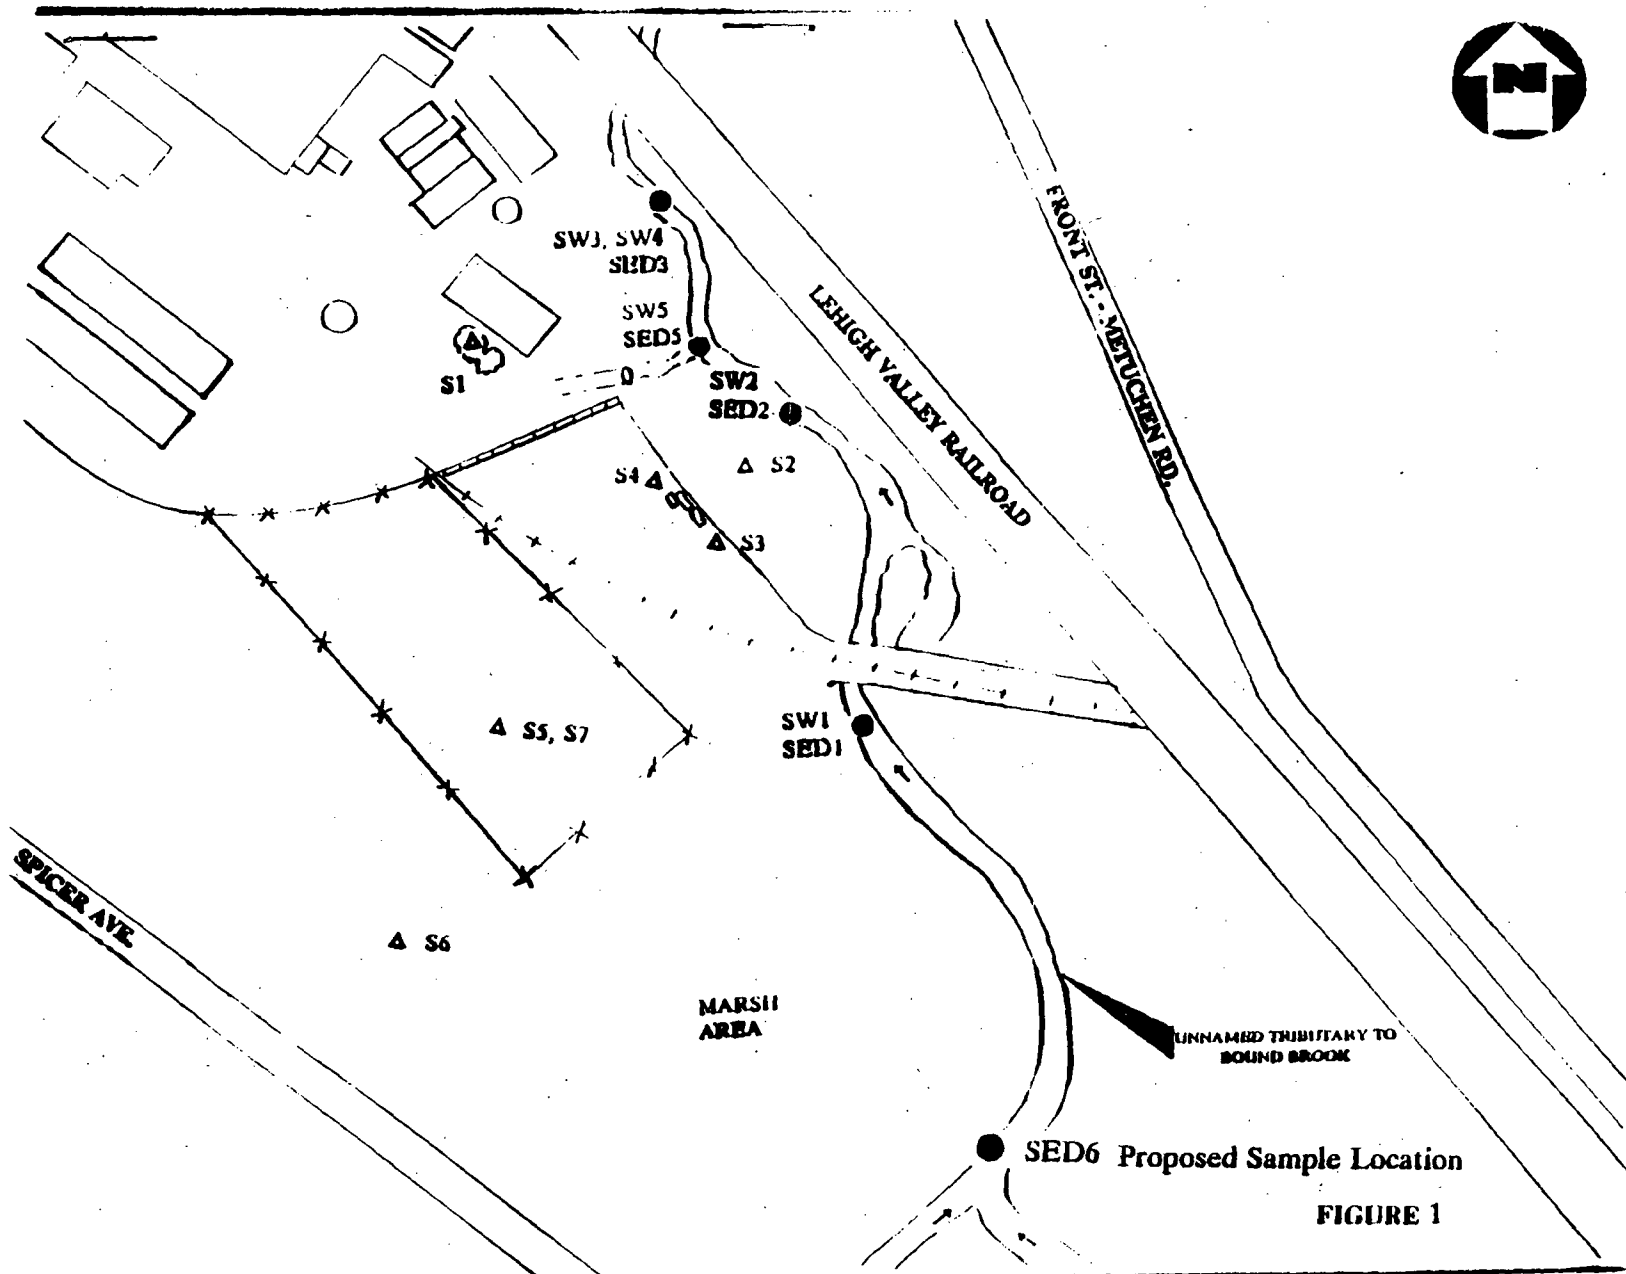 N
FRONT ST. - METUCHEN RD.
SW3, SW4
SED3
LEHIGH VALLEY RAILROAD
SW5
SED5
SW2
SED2
S1
S2
S4
S3
SW1
SED1
S5, S7
SPICER AVE.
S6
MARSH
AREA
UNNAMED TRIBUTARY TO
BOUND BROOK
SED6 Proposed Sample Location
FIGURE 1